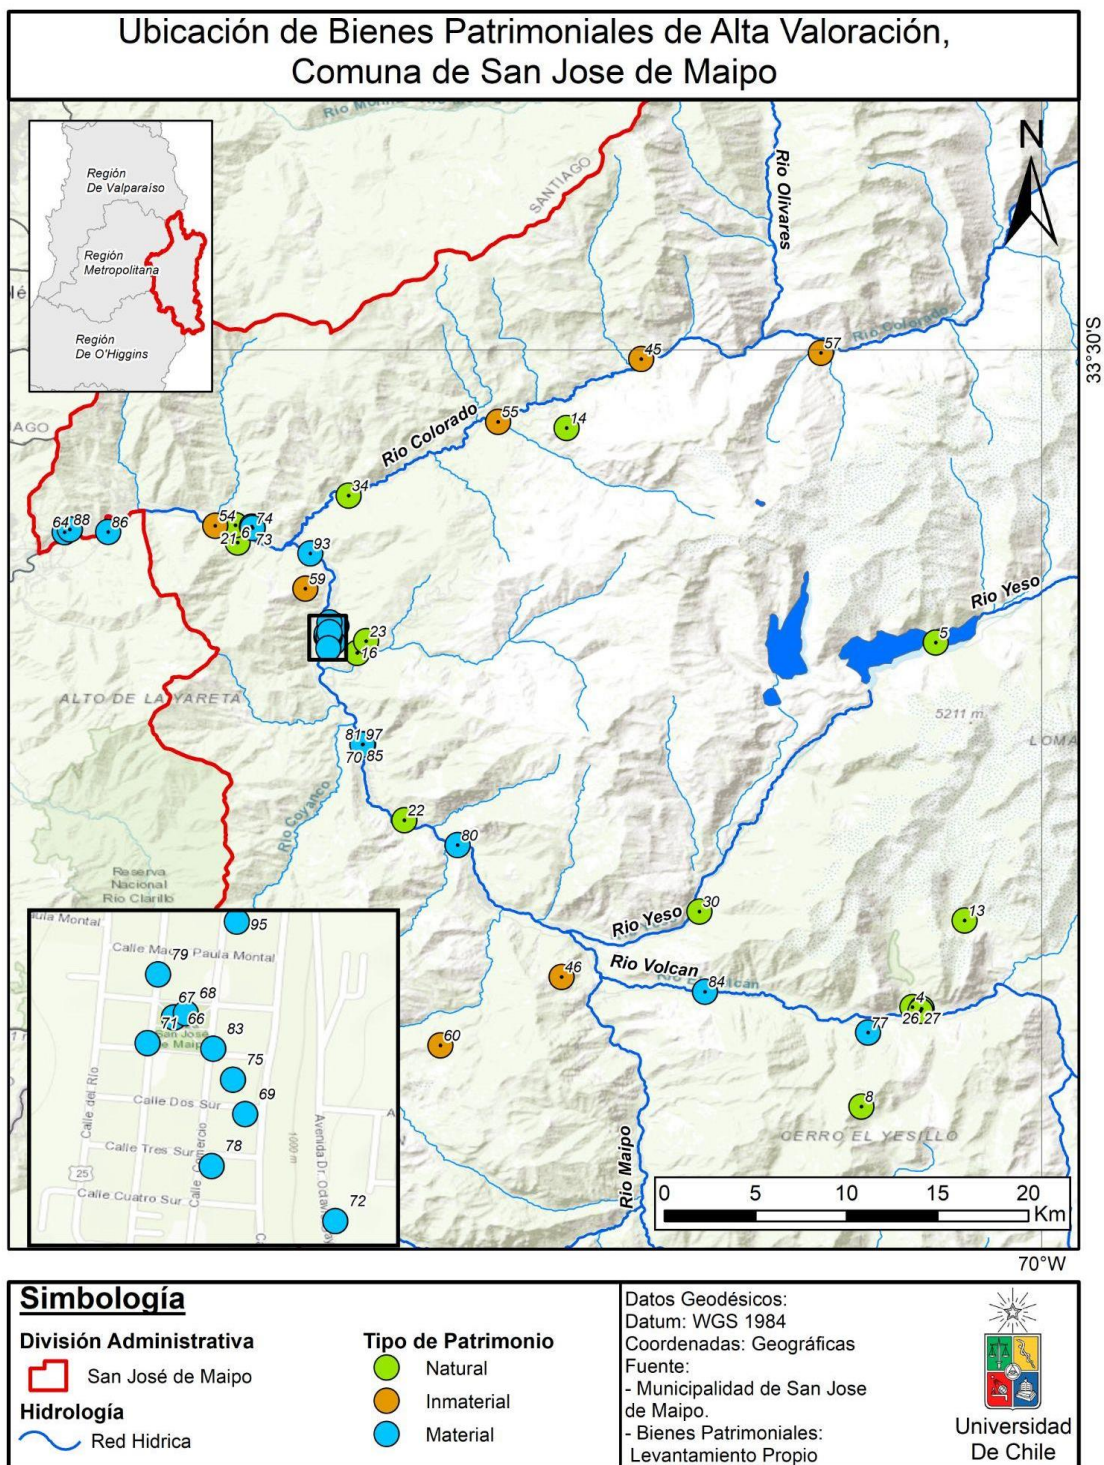 Ubicación de Bienes Patrimoniales de Alta Valoración,
Comuna de San Jose de Maipo
N
Región
De Valparaíso
Región
Metropolitana
Región
De O'Higgins
SANTIAGO
Rio Olivares
Rio Colorado
33°30'S
45
57
55
14
Rio Colorado
34
64
88
86
54
74
6
21
73
93
59
23
16
Rio Yeso
5
ALTO DE LA YARETA
5211 m
LOMA
81 97
70 85
Rio Coyanco
22
80
Reserva
Nacional
Río Clarillo
30
Rio Yeso
13
Rio Volcan
46
84
4
26 27
77
60
8
CERRO EL YESILLO
Rio Maipo
95
79
67
68
66
71
San José
de Maipo
83
75
69
78
72
Calle del Río
Calle Dos Sur
Calle Tres Sur
Calle Comercio
25
Calle Cuatro Sur
1000 m
0 5 10 15 20
Km
70°W
Simbología
División Administrativa
San José de Maipo
Hidrología
Red Hidrica
Tipo de Patrimonio
Natural
Inmaterial
Material
Datos Geodésicos:
Datum: WGS 1984
Coordenadas: Geográficas
Fuente:
- Municipalidad de San Jose
de Maipo.
- Bienes Patrimoniales:
Levantamiento Propio
Universidad
De Chile